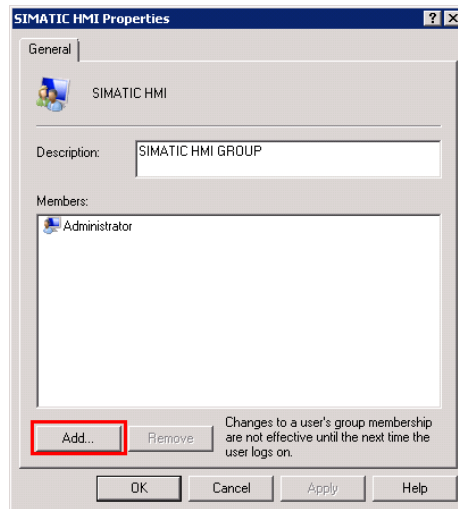 SIMATIC HMI Properties
General
SIMATIC HMI
Description:
SIMATIC HMI GROUP
Members:
Administrator
Add...
Remove
Changes to a user's group membership
are not effective until the next time the
user logs on.
OK
Cancel
Apply
Help